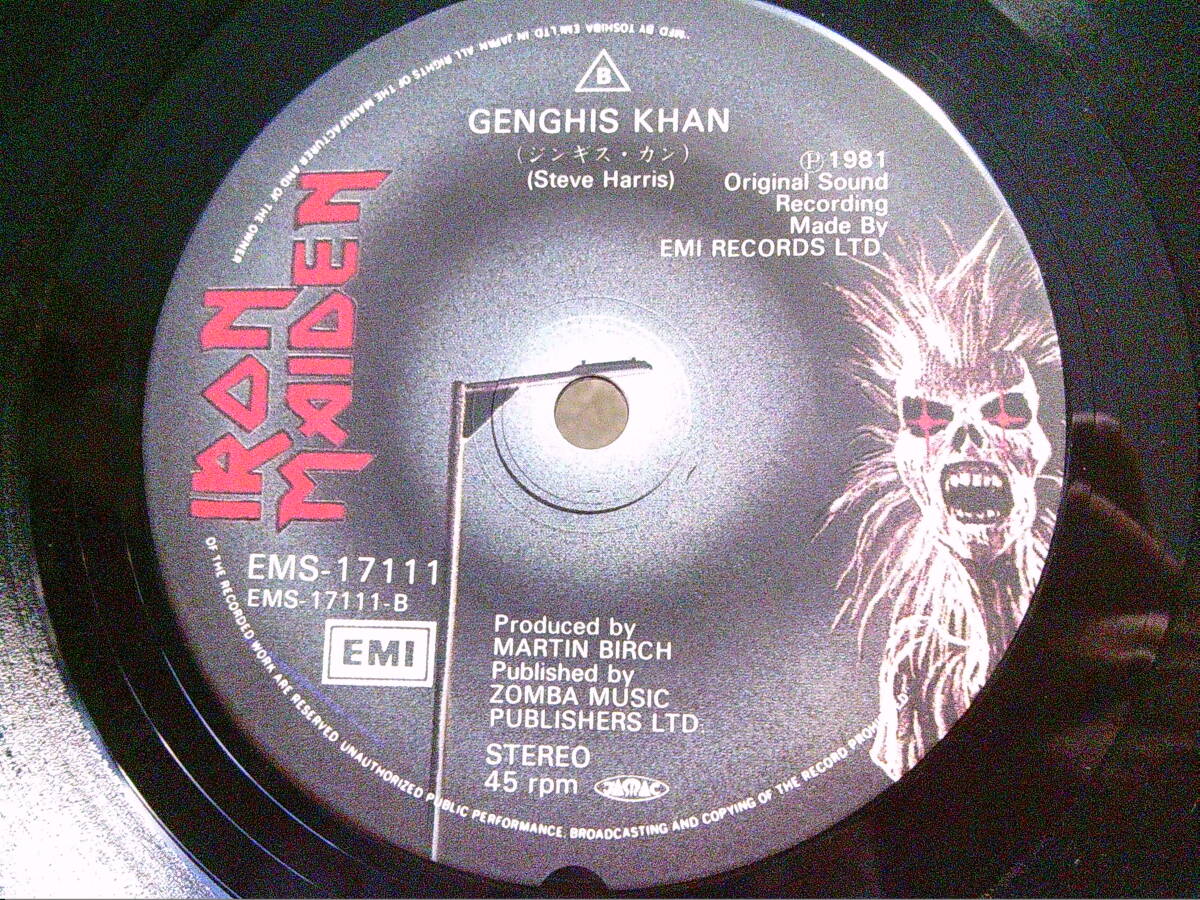 B
GENGHIS KHAN
(ジンギス・カン)
(Steve Harris)
Ⓟ1981
Original Sound
Recording
Made By
EMI RECORDS LTD.
IRON
MAIDEN
EMS-17111
EMS-17111-B
EMI
Produced by
MARTIN BIRCH
Published by
ZOMBA MUSIC
PUBLISHERS LTD.
STEREO
45 rpm
JASRAC
"MFD BY TOSHIBA EMI LTD. IN JAPAN ALL RIGHTS OF THE MANUFACTURER AND OF THE OWNER
OF THE RECORDED WORK ARE RESERVED UNAUTHORIZED PUBLIC PERFORMANCE, BROADCASTING AND COPYING OF THE RECORD